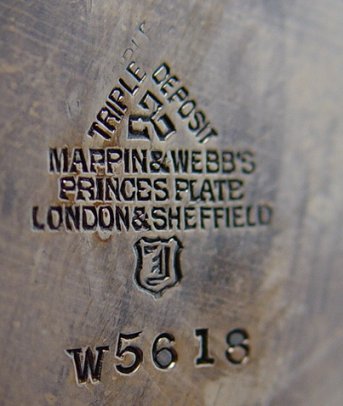 TRIPLE DEPOSIT
MAPPIN&WEBB'S
PRINCES PLATE
LONDON&SHEFFIELD
W5618